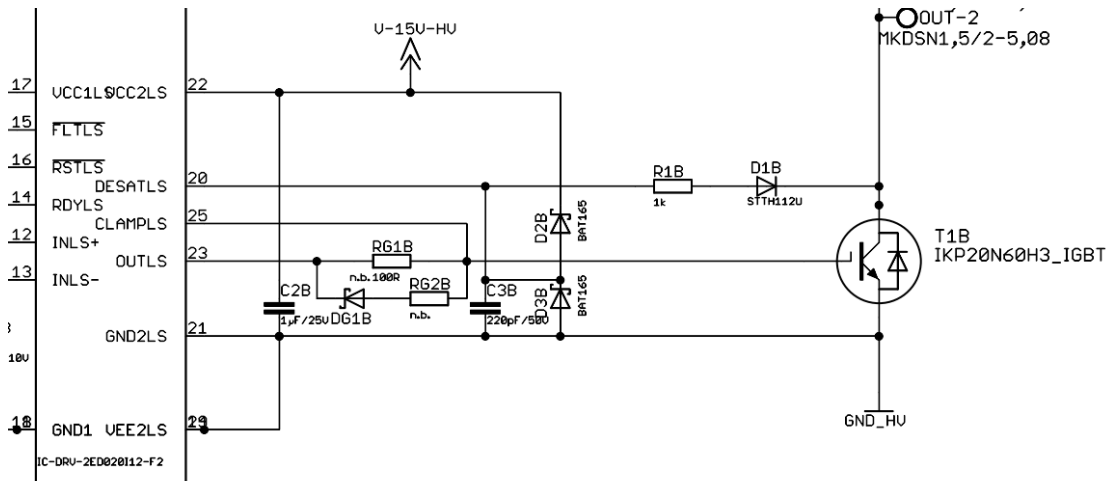 OUT-2
MKDSN1,5/2-5,08
V-15V-HV
17 VCC1LS VCC2LS 22
15 FLTLS
16 RSTLS
DESATLS 20
14 RDYLS
CLAMPLS 25
12 INLS+
OUTLS 23
13 INLS-
GND2LS 21
10V
18 GND1 VEE2LS
IC-DRV-2ED020I12-F2
R1B
1k
D1B
STTH112U
D2B
BAT165
D3B
BAT165
RG1B
n.b.100R
RG2B
n.b.
DG1B
C2B
1µF/25V
C3B
220pF/50V
T1B
IKP20N60H3_IGBT
GND_HV